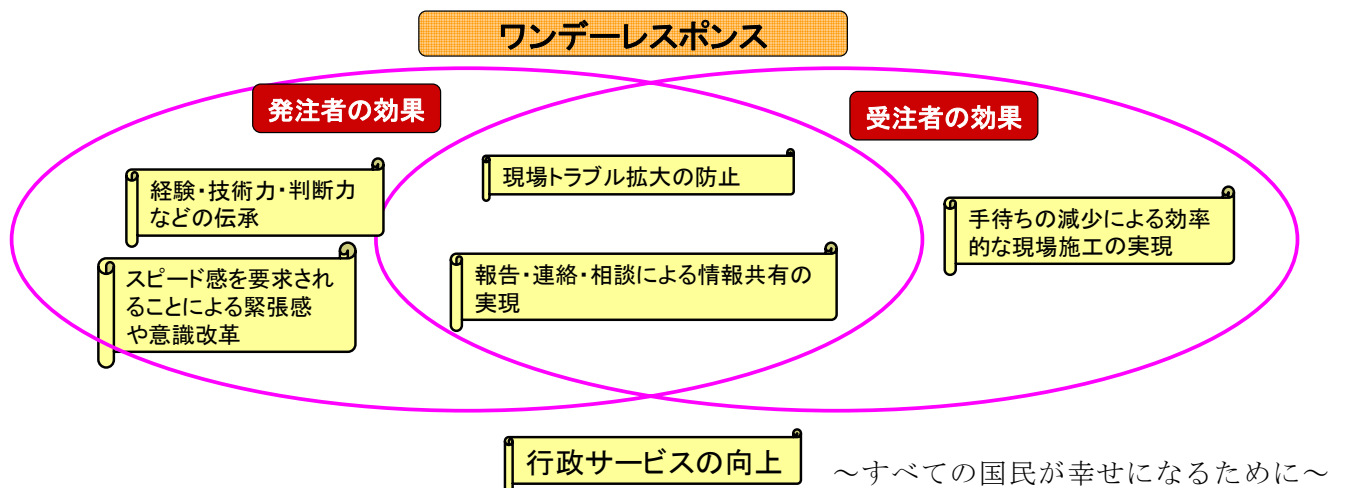 ワンデーレスポンス
発注者の効果
受注者の効果
経験・技術力・判断力
などの伝承
現場トラブル拡大の防止
手待ちの減少による効率
的な現場施工の実現
スピード感を要求され
ることによる緊張感
や意識改革
報告・連絡・相談による情報共有の
実現
行政サービスの向上
～すべての国民が幸せになるために～